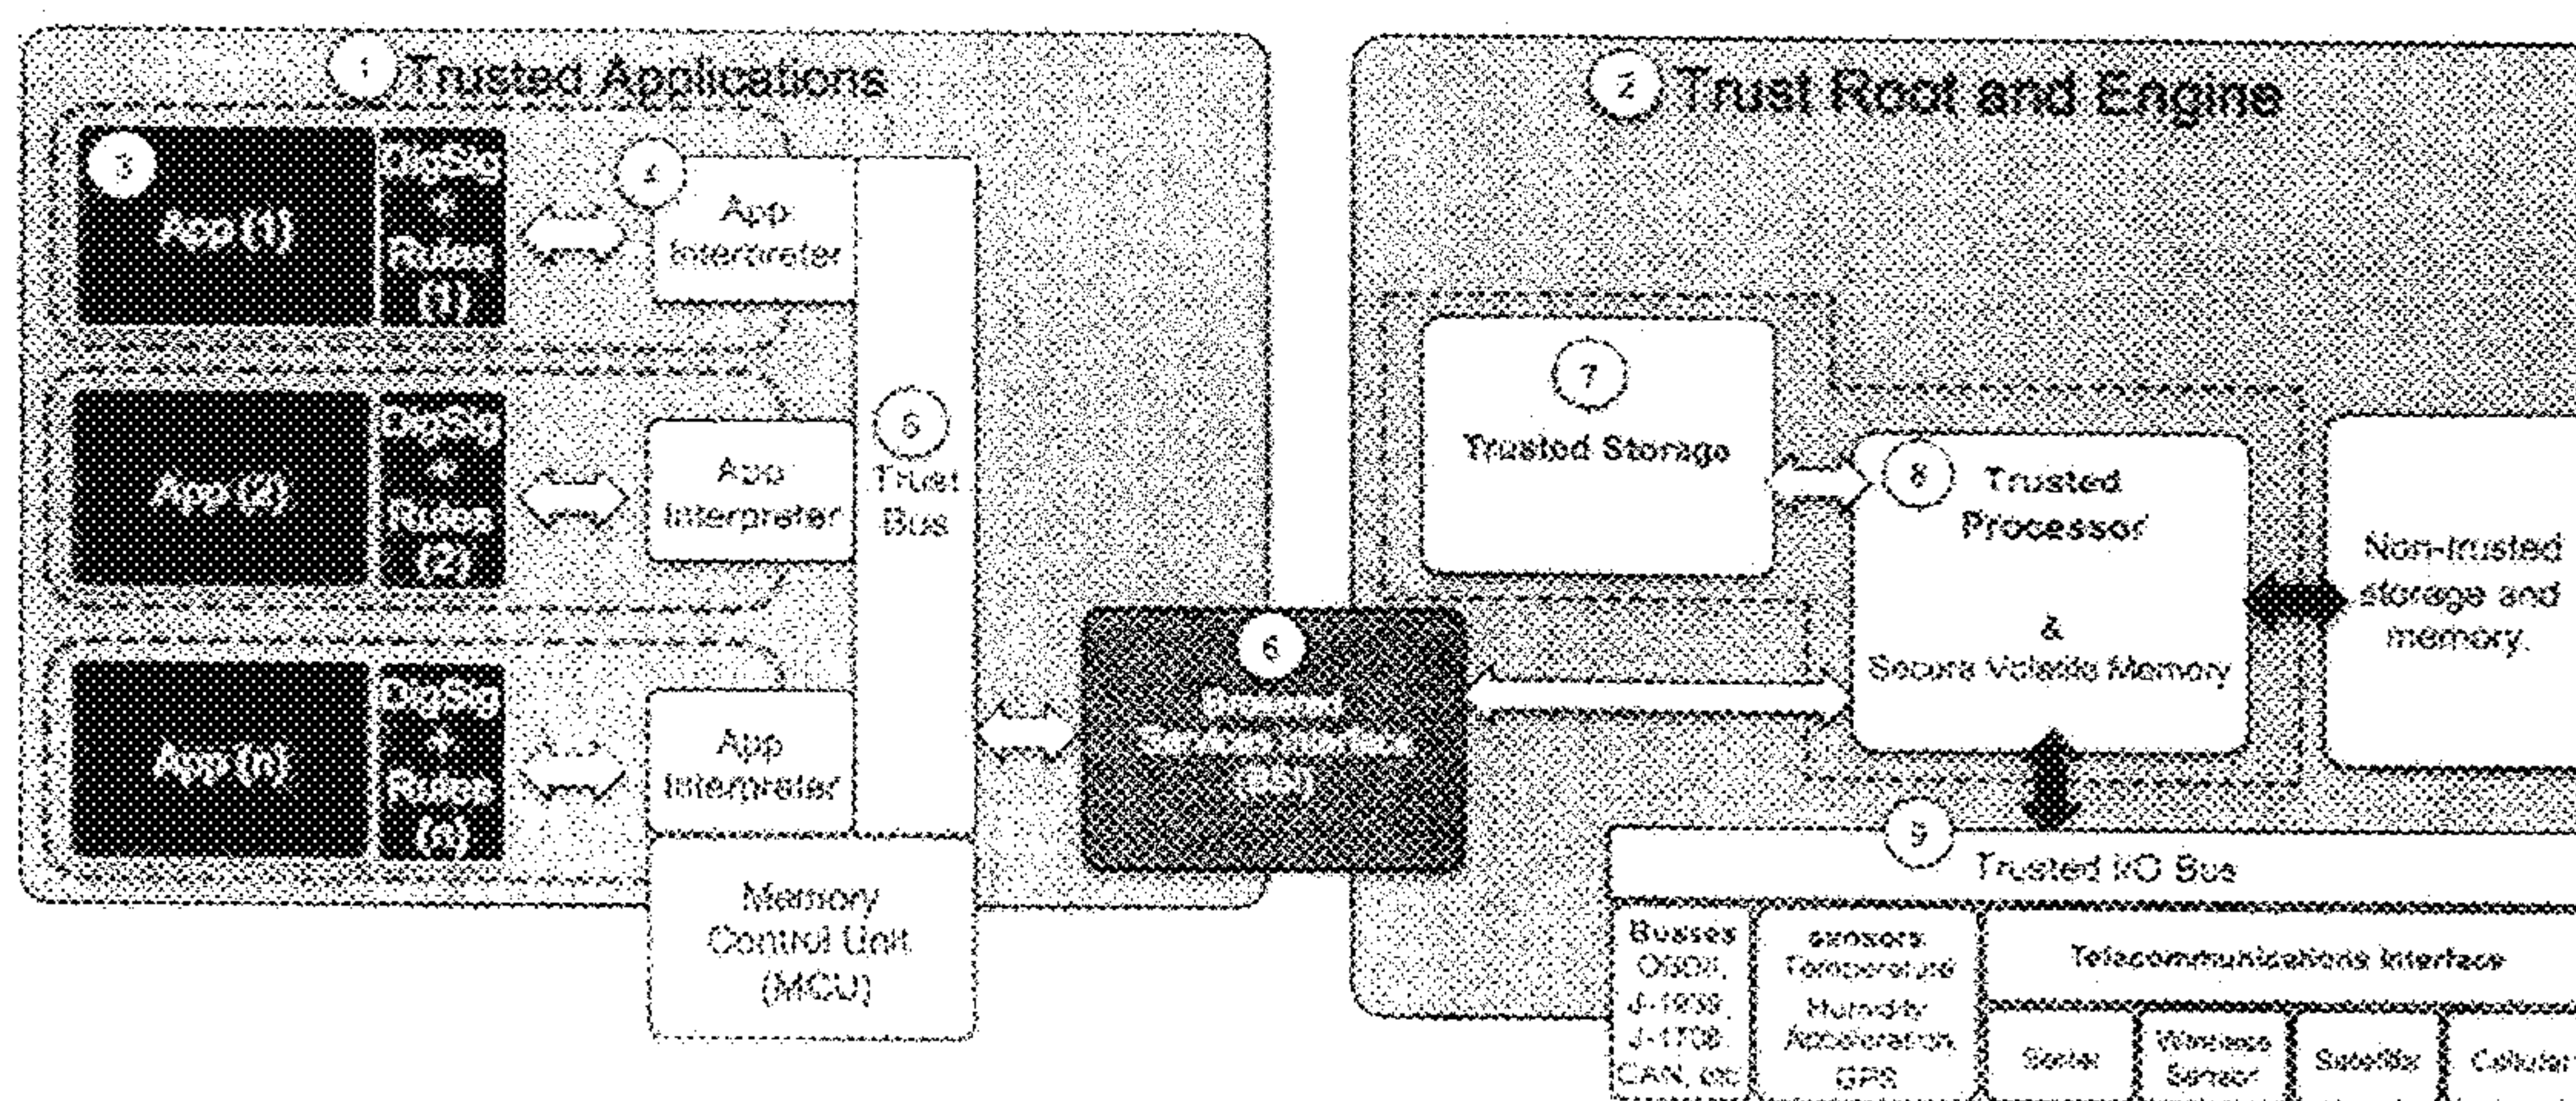 1 Trusted Applications
3
App (1)
DigSig
+
Rules
(1)
4
App
Interpreter
App (2)
DigSig
+
Rules
(2)
App
Interpreter
App (n)
DigSig
+
Rules
(n)
App
Interpreter
5
Trust
Bus
Memory
Control Unit
(MCU)
6
2 Trust Root and Engine
7
Trusted Storage
8
Trusted
Processor
&
Secure Volatile Memory
Non-trusted
storage and
memory.
9
Trusted I/O Bus
Busses
J-1939,
J-1708
CAN, etc
sensors
Temperature
Humidity
Acceleration,
GPS
Telecommunications Interface
Wireless
Sensor
Satellite
Cellular